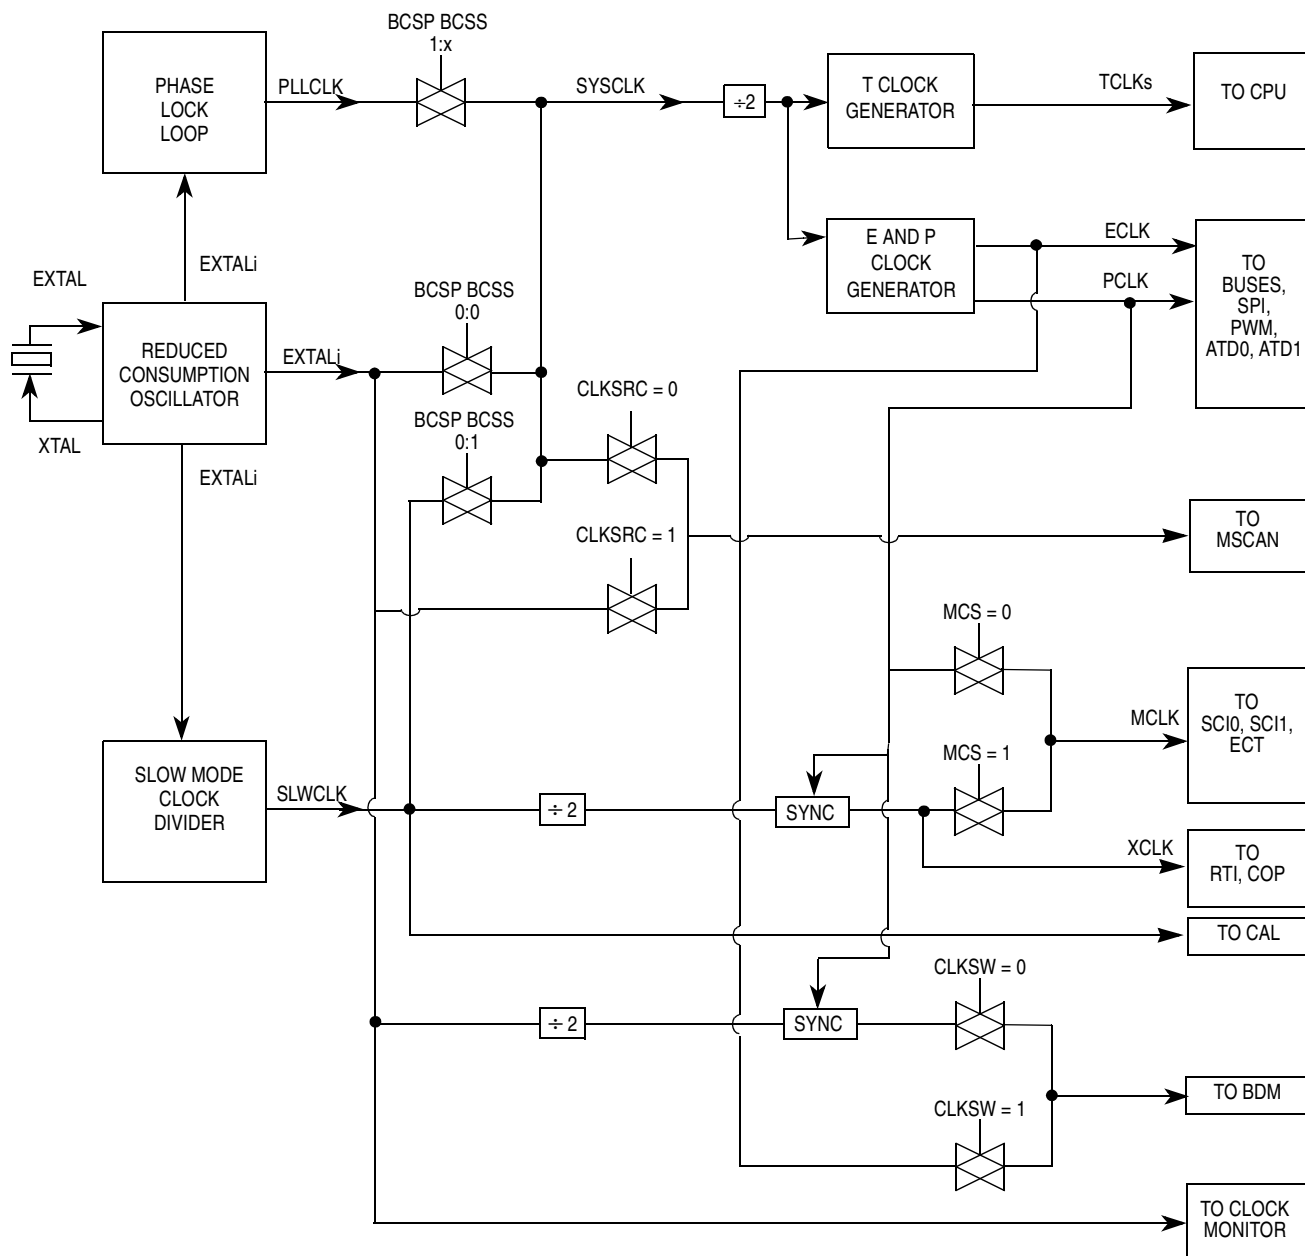 BCSP BCSS
1:x
PHASE
LOCK
LOOP
PLLCLK
SYSCLK
÷2
T CLOCK
GENERATOR
TCLKs
TO CPU
EXTALi
E AND P
CLOCK
GENERATOR
ECLK
PCLK
TO
BUSES,
SPI,
PWM,
ATD0, ATD1
EXTAL
XTAL
REDUCED
CONSUMPTION
OSCILLATOR
EXTALi
BCSP BCSS
0:0
BCSP BCSS
0:1
EXTALi
CLKSRC = 0
CLKSRC = 1
TO
MSCAN
MCS = 0
MCS = 1
MCLK
TO
SCI0, SCI1,
ECT
SLOW MODE
CLOCK
DIVIDER
SLWCLK
÷ 2
SYNC
XCLK
TO
RTI, COP
TO CAL
÷ 2
SYNC
CLKSW = 0
CLKSW = 1
TO BDM
TO CLOCK
MONITOR